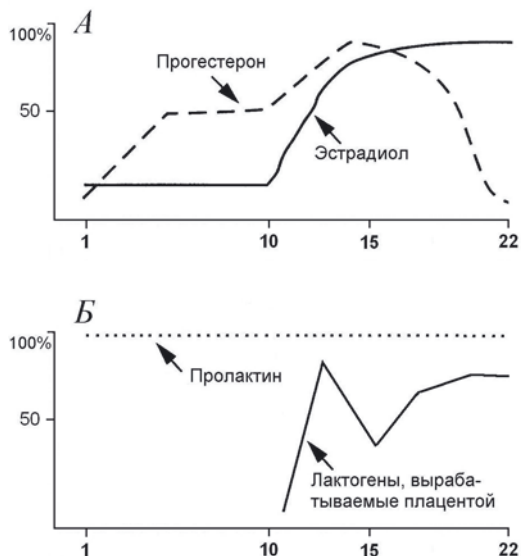 А
100%
Прогестерон
50
Эстрадиол
1 10 15 22
Б
100%
Пролактин
50
Лактогены, выраба-
тываемые плацентой
1 10 15 22